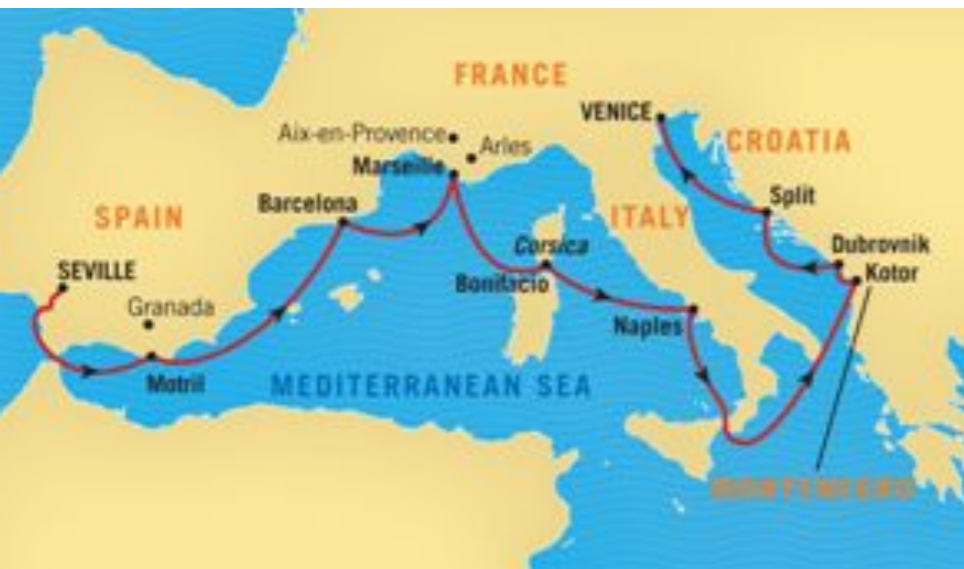 FRANCE
VENICE
CROATIA
Aix-en-Provence
Arles
Marseille
Split
Barcelona
SPAIN
ITALY
Corsica
Dubrovnik
SEVILLE
Kotor
Bonifacio
Granada
Naples
Motril
MEDITERRANEAN SEA
MONTENEGRO